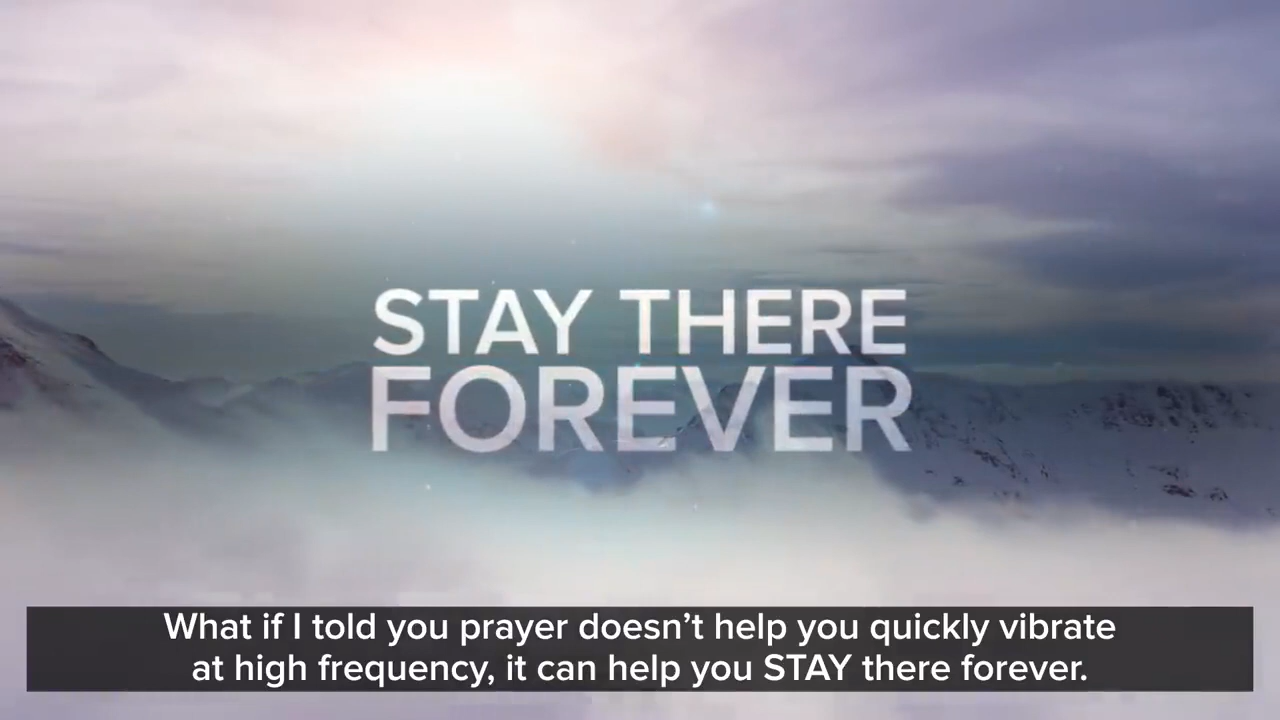 STAY THERE
FOREVER
What if I told you prayer doesn’t help you quickly vibrate
at high frequency, it can help you STAY there forever.